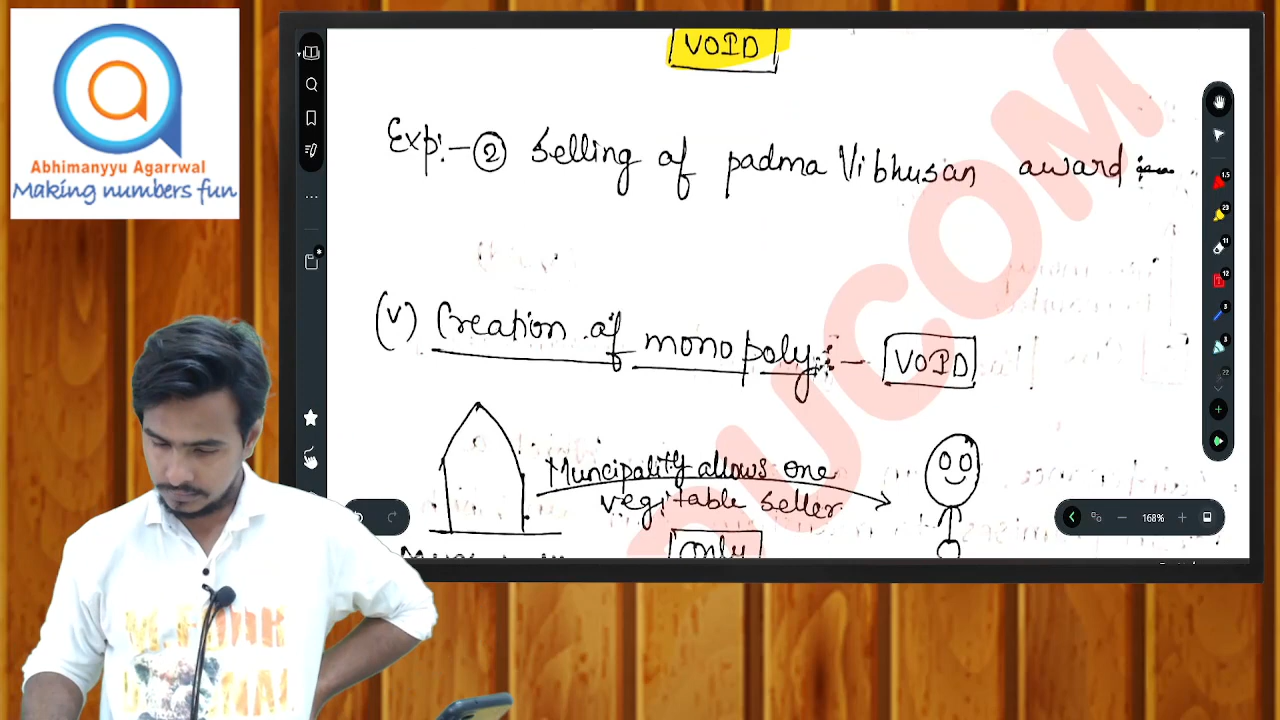 Abhimanyyu Agarrwal
Making numbers fun
VOID
Exp:- ② Selling of padma Vibhusan award :-
(v) Creation of monopoly :- VOID
Muncipality allows one
vegitable seller
only
168%
UCOM